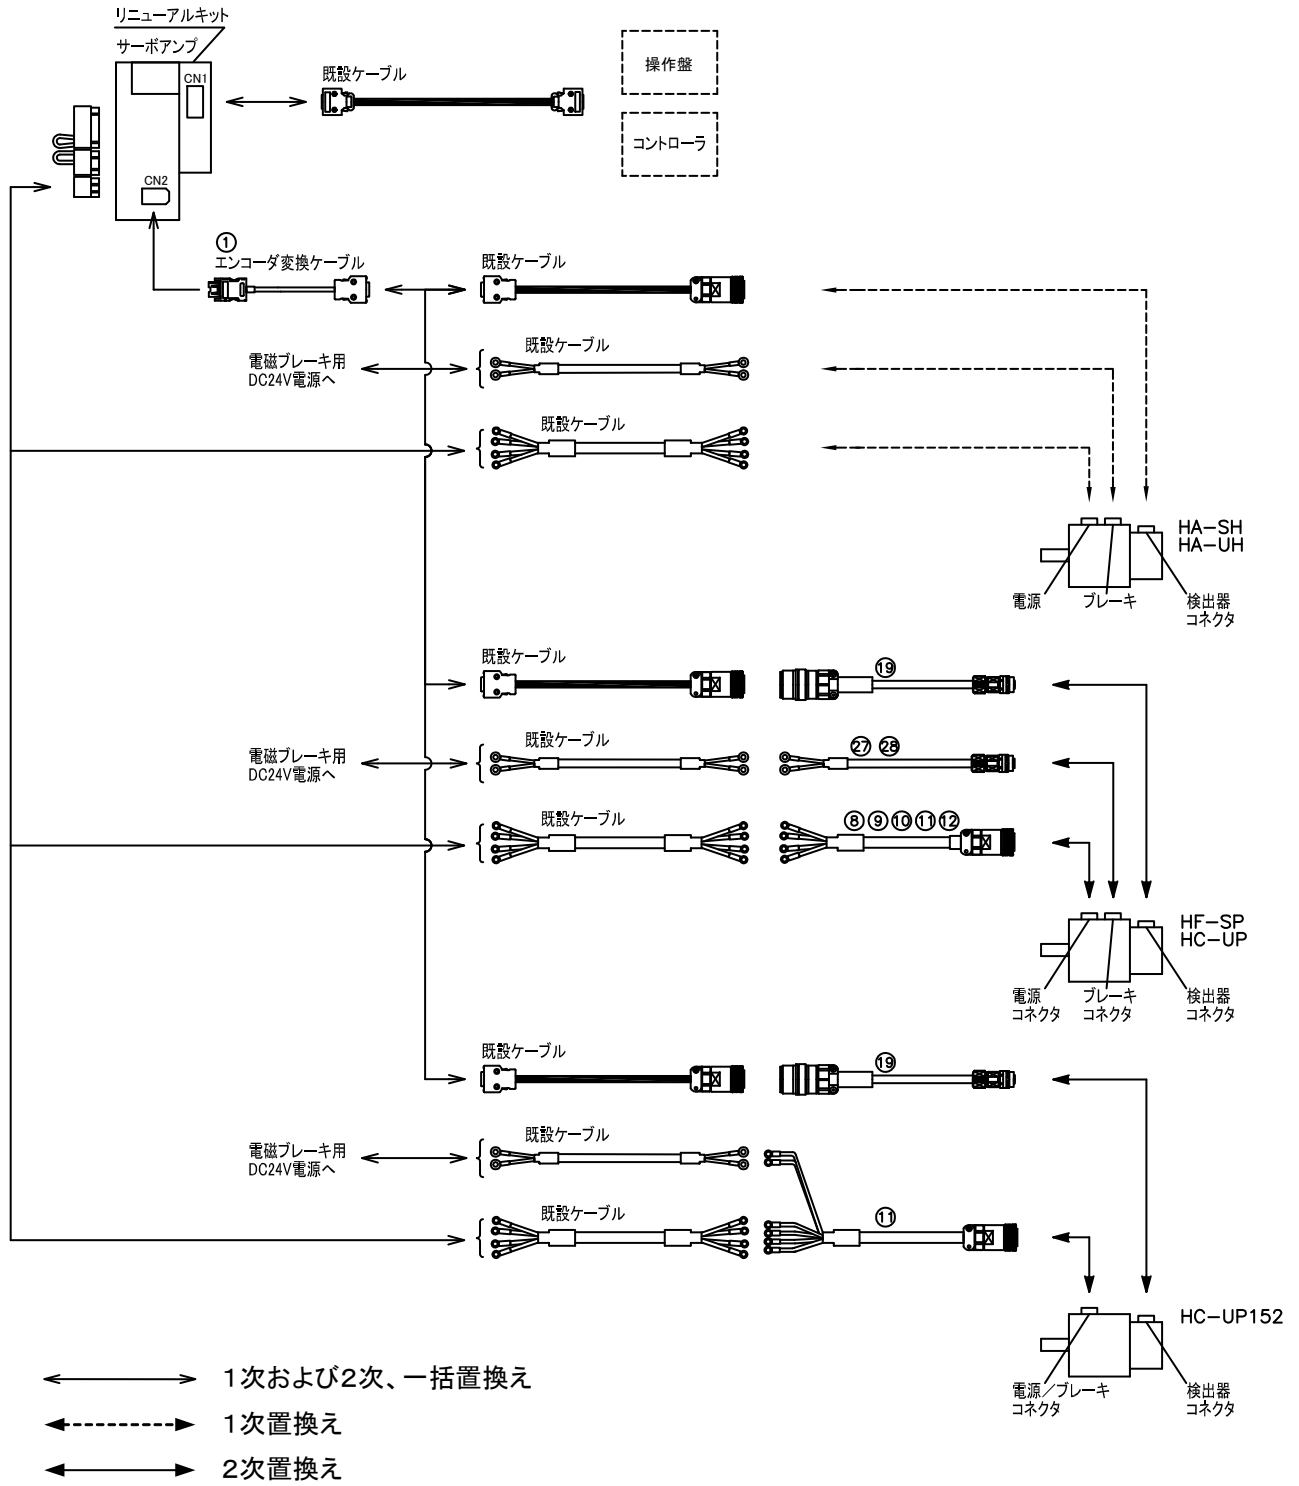 リニューアルキット
サーボアンプ
CN1
CN2
既設ケーブル
操作盤
コントローラ
①
エンコーダ変換ケーブル
既設ケーブル
電磁ブレーキ用
DC24V電源へ
既設ケーブル
既設ケーブル
HA-SH
HA-UH
電源
ブレーキ
検出器
コネクタ
既設ケーブル
⑲
電磁ブレーキ用
DC24V電源へ
既設ケーブル
㉗ ㉘
既設ケーブル
⑧ ⑨ ⑩ ⑪ ⑫
HF-SP
HC-UP
電源
コネクタ
ブレーキ
コネクタ
検出器
コネクタ
既設ケーブル
⑲
電磁ブレーキ用
DC24V電源へ
既設ケーブル
既設ケーブル
⑪
HC-UP152
電源／ブレーキ
コネクタ
検出器
コネクタ
1次および2次、一括置換え
1次置換え
2次置換え